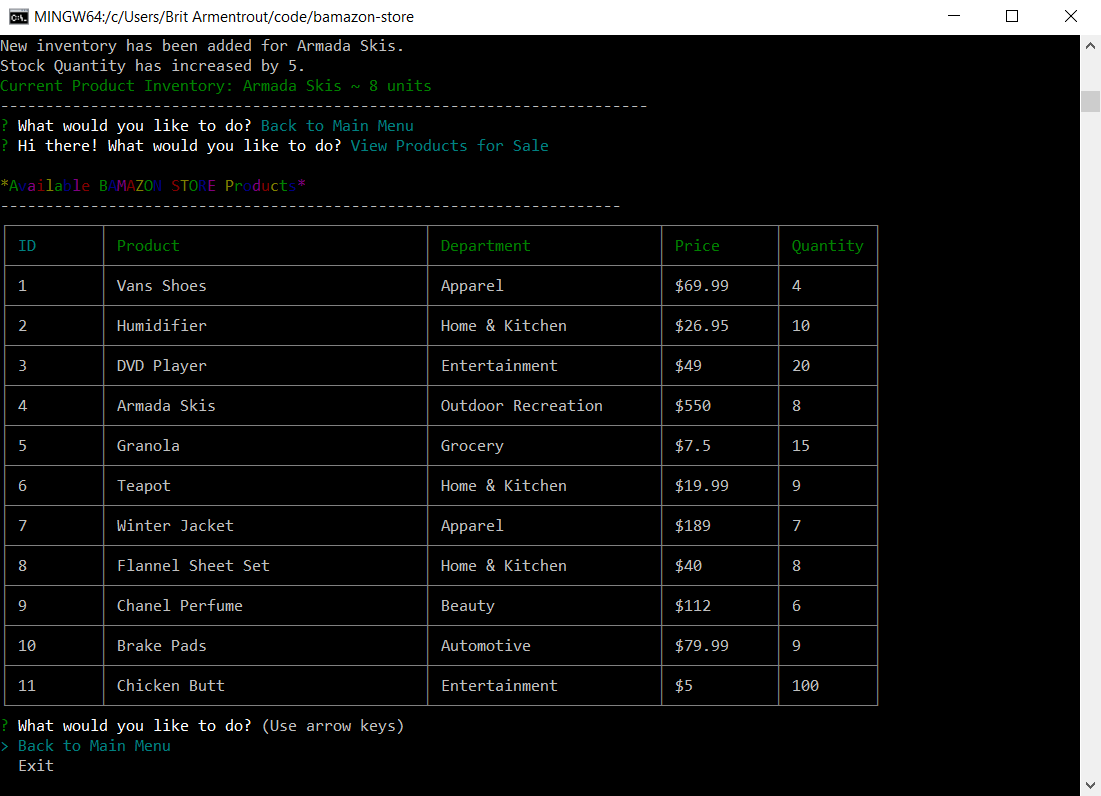 MINGW64:/c/Users/Brit Armentrout/code/bamazon-store
New inventory has been added for Armada Skis.
Stock Quantity has increased by 5.
Current Product Inventory: Armada Skis ~ 8 units
------------------------------------------------------------------------
? What would you like to do? Back to Main Menu
? Hi there! What would you like to do? View Products for Sale
*Available BAMAZON STORE Products*
---------------------------------------------------------------------
ID Product Department Price Quantity
1 Vans Shoes Apparel $69.99 4
2 Humidifier Home & Kitchen $26.95 10
3 DVD Player Entertainment $49 20
4 Armada Skis Outdoor Recreation $550 8
5 Granola Grocery $7.5 15
6 Teapot Home & Kitchen $19.99 9
7 Winter Jacket Apparel $189 7
8 Flannel Sheet Set Home & Kitchen $40 8
9 Chanel Perfume Beauty $112 6
10 Brake Pads Automotive $79.99 9
11 Chicken Butt Entertainment $5 100
? What would you like to do? (Use arrow keys)
> Back to Main Menu
Exit